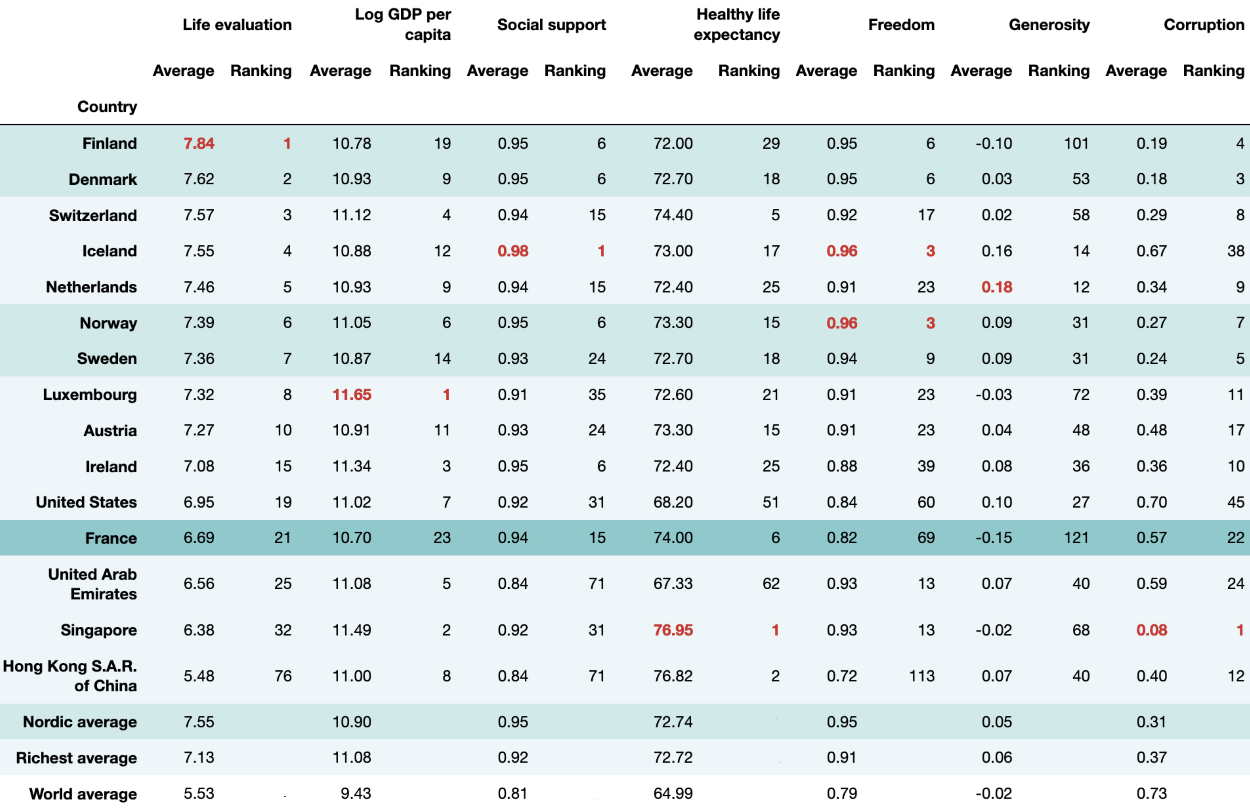 Life evaluation Log GDP per capita Social support Healthy life expectancy Freedom Generosity Corruption
Average Ranking Average Ranking Average Ranking Average Ranking Average Ranking Average Ranking Average Ranking
Country
Finland 7.84 1 10.78 19 0.95 6 72.00 29 0.95 6 -0.10 101 0.19 4
Denmark 7.62 2 10.93 9 0.95 6 72.70 18 0.95 6 0.03 53 0.18 3
Switzerland 7.57 3 11.12 4 0.94 15 74.40 5 0.92 17 0.02 58 0.29 8
Iceland 7.55 4 10.88 12 0.98 1 73.00 17 0.96 3 0.16 14 0.67 38
Netherlands 7.46 5 10.93 9 0.94 15 72.40 25 0.91 23 0.18 12 0.34 9
Norway 7.39 6 11.05 6 0.95 6 73.30 15 0.96 3 0.09 31 0.27 7
Sweden 7.36 7 10.87 14 0.93 24 72.70 18 0.94 9 0.09 31 0.24 5
Luxembourg 7.32 8 11.65 1 0.91 35 72.60 21 0.91 23 -0.03 72 0.39 11
Austria 7.27 10 10.91 11 0.93 24 73.30 15 0.91 23 0.04 48 0.48 17
Ireland 7.08 15 11.34 3 0.95 6 72.40 25 0.88 39 0.08 36 0.36 10
United States 6.95 19 11.02 7 0.92 31 68.20 51 0.84 60 0.10 27 0.70 45
France 6.69 21 10.70 23 0.94 15 74.00 6 0.82 69 -0.15 121 0.57 22
United Arab Emirates 6.56 25 11.08 5 0.84 71 67.33 62 0.93 13 0.07 40 0.59 24
Singapore 6.38 32 11.49 2 0.92 31 76.95 1 0.93 13 -0.02 68 0.08 1
Hong Kong S.A.R. of China 5.48 76 11.00 8 0.84 71 76.82 2 0.72 113 0.07 40 0.40 12
Nordic average 7.55 10.90 0.95 72.74 0.95 0.05 0.31
Richest average 7.13 11.08 0.92 72.72 0.91 0.06 0.37
World average 5.53 9.43 0.81 64.99 0.79 -0.02 0.73